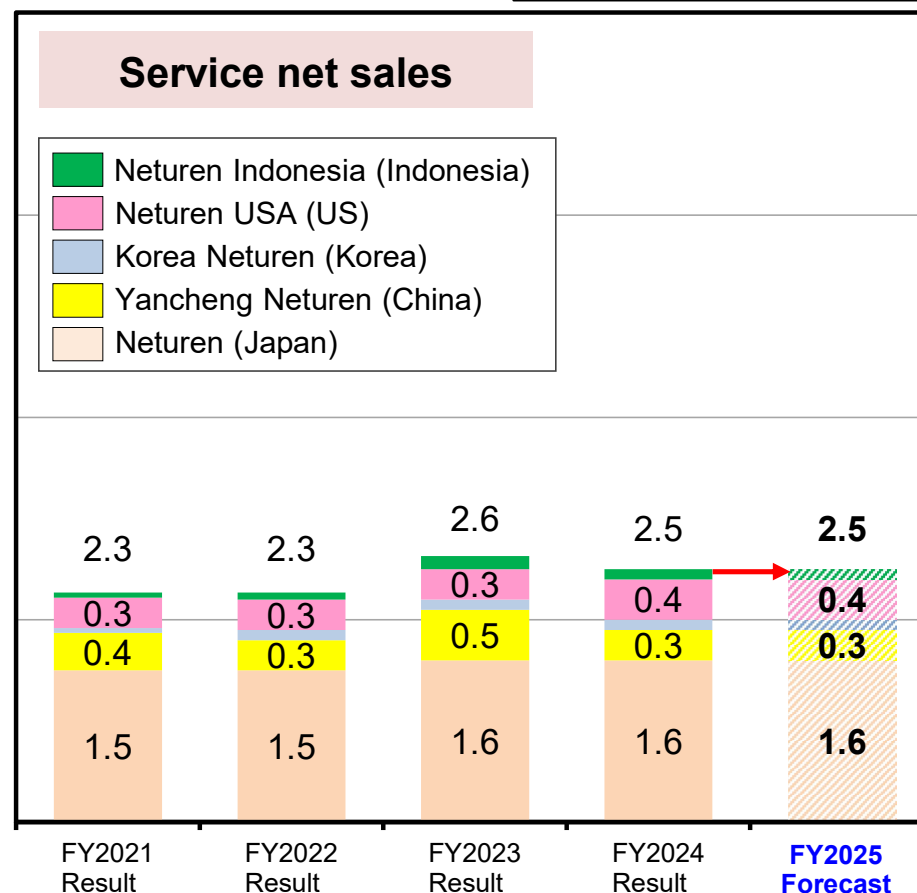 Service net sales
Neturen Indonesia (Indonesia)
Neturen USA (US)
Korea Neturen (Korea)
Yancheng Neturen (China)
Neturen (Japan)
2.3
2.3
2.6
2.5
2.5
0.3
0.3
0.3
0.4
0.4
0.4
0.3
0.5
0.3
0.3
1.5
1.5
1.6
1.6
1.6
FY2021
Result
FY2022
Result
FY2023
Result
FY2024
Result
FY2025
Forecast